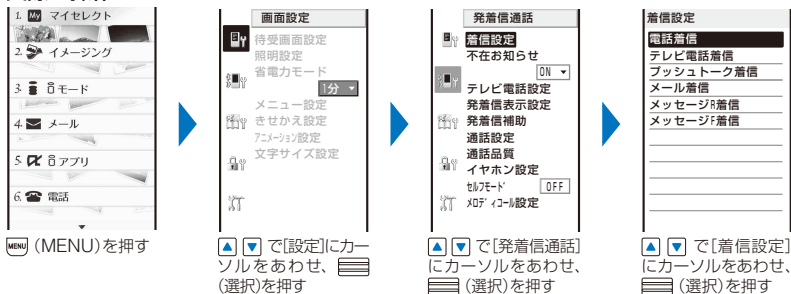 1. My マイセレクト
2. イメージング
3. iモード
4. メール
5. iアプリ
6. 電話
MENU (MENU)を押す
画面設定
待受画面設定
照明設定
省電力モード
1分
メニュー設定
きせかえ設定
アニメーション設定
文字サイズ設定
で[設定]にカー
ソルをあわせ、
(選択)を押す
発着信通話
着信設定
不在お知らせ
ON
テレビ電話設定
発着信表示設定
発着信補助
通話設定
通話品質
イヤホン設定
セルフモード OFF
メロディコール設定
で[発着信通話]
にカーソルをあわせ、
(選択)を押す
着信設定
電話着信
テレビ電話着信
プッシュトーク着信
メール着信
メッセージR着信
メッセージF着信
で[着信設定]
にカーソルをあわせ、
(選択)を押す